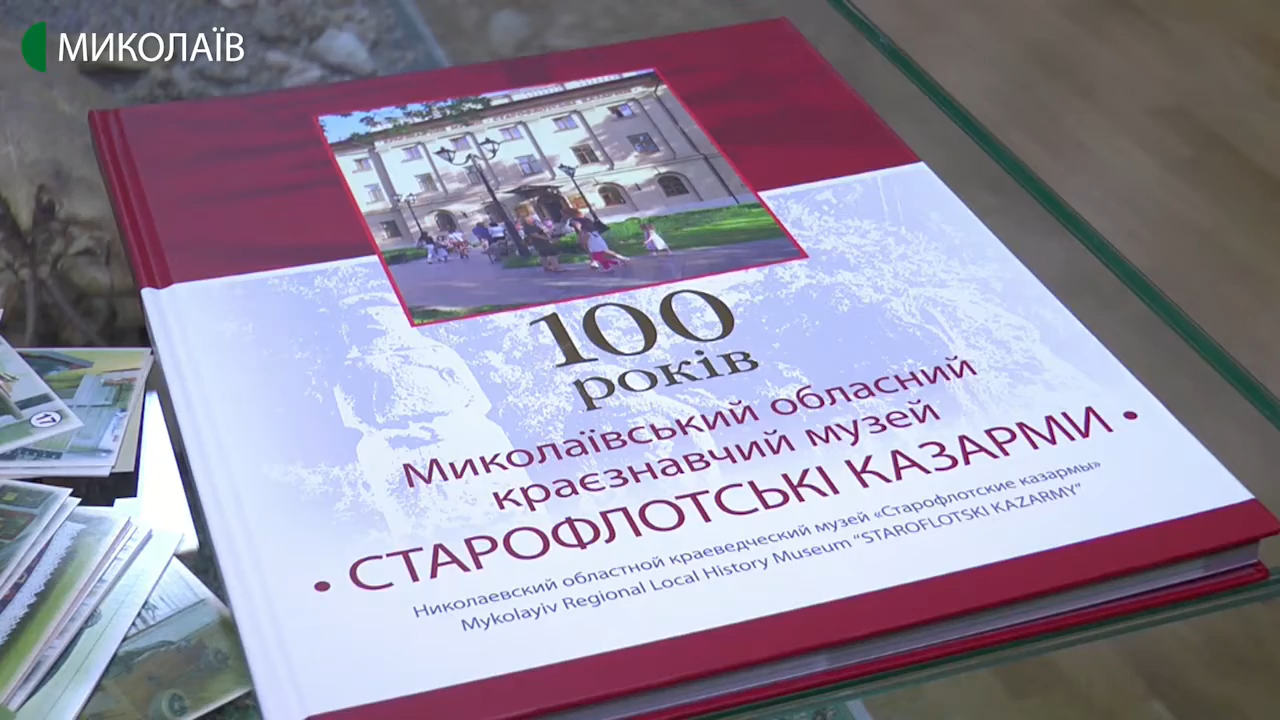 МИКОЛАЇВ
100
років
Миколаївський обласний
краєзнавчий музей
• СТАРОФЛОТСЬКІ КАЗАРМИ •
Николаевский областной краеведческий музей «Старофлотские казармы»
Mykolayiv Regional Local History Museum “STAROFLOTSKI KAZARMY”
17